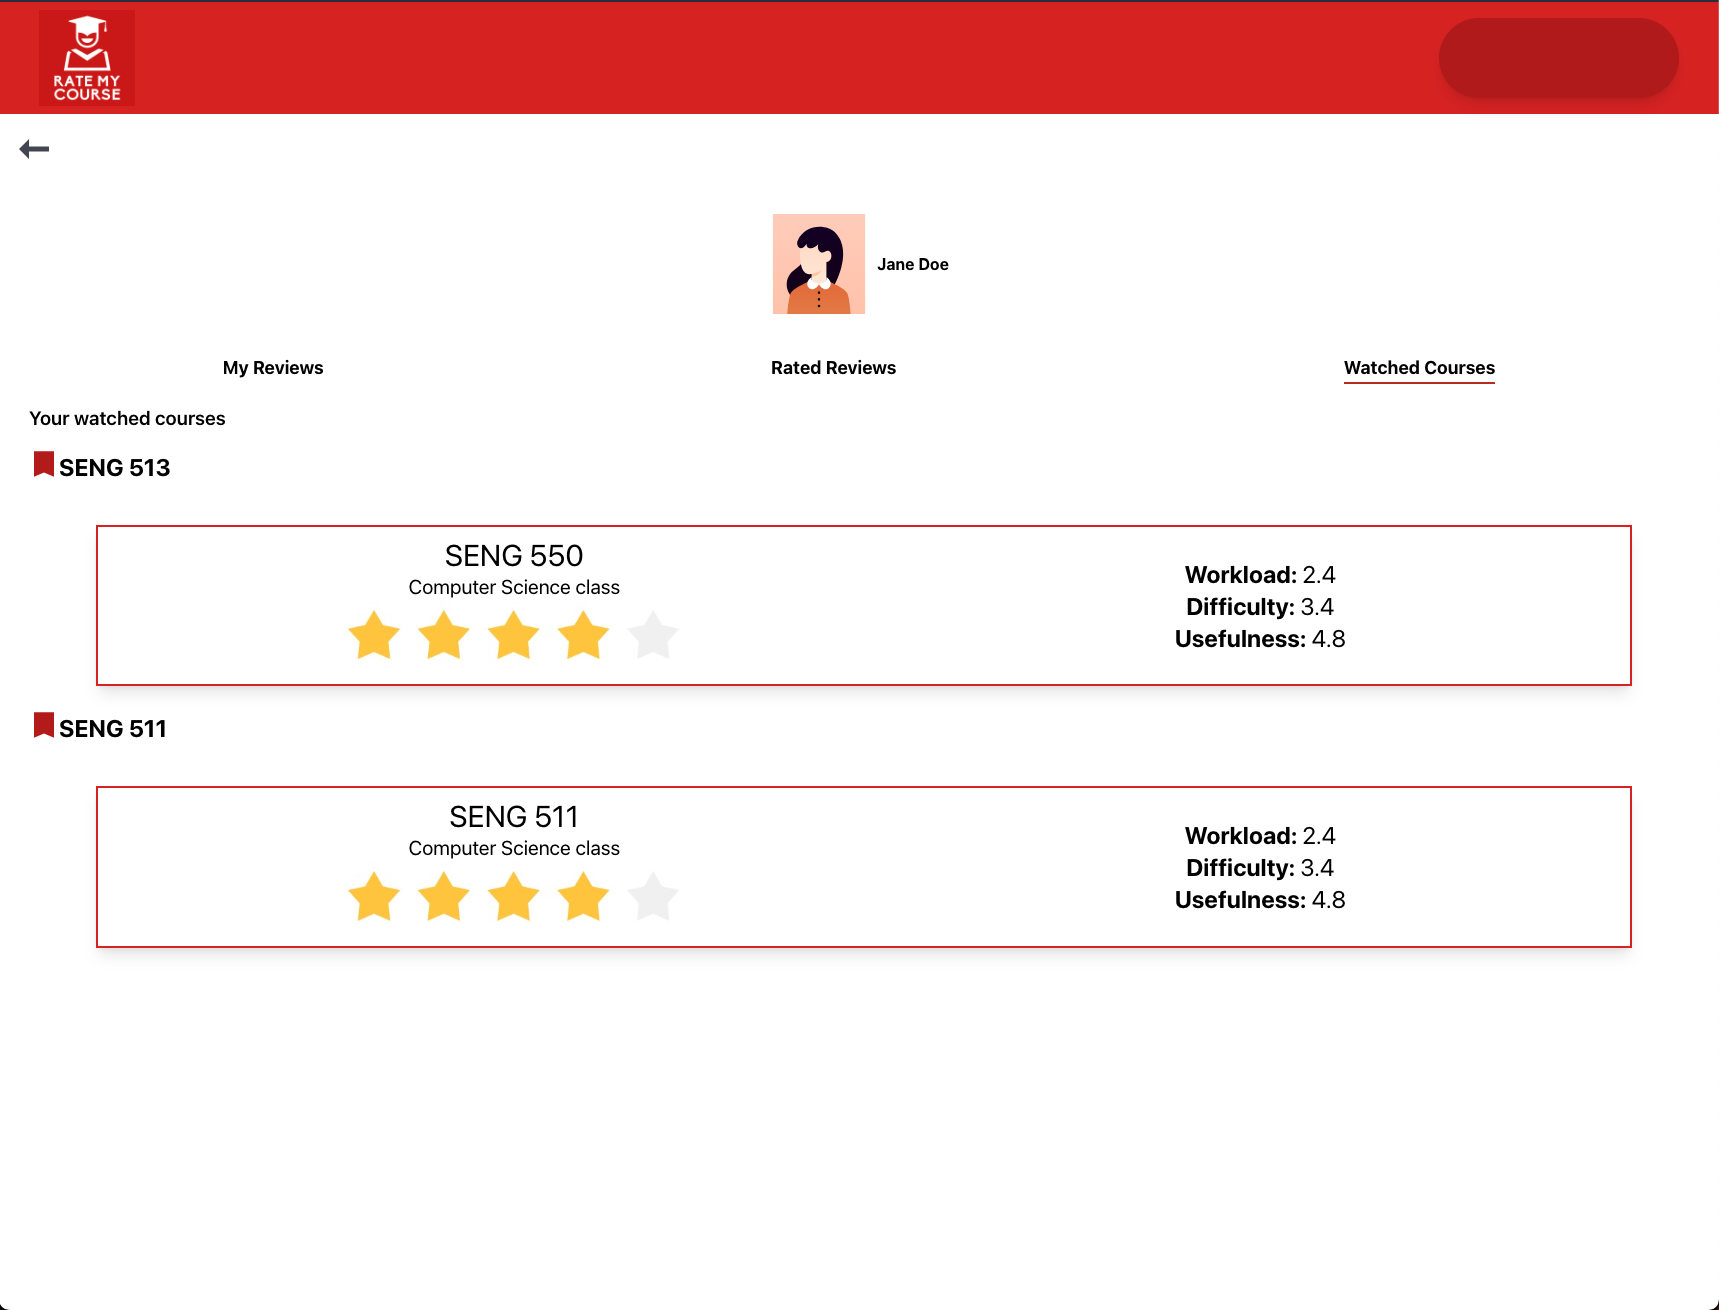 RATE MY
COURSE
Jane Doe
My Reviews
Rated Reviews
Watched Courses
Your watched courses
SENG 513
SENG 550
Computer Science class
Workload: 2.4
Difficulty: 3.4
Usefulness: 4.8
SENG 511
SENG 511
Computer Science class
Workload: 2.4
Difficulty: 3.4
Usefulness: 4.8